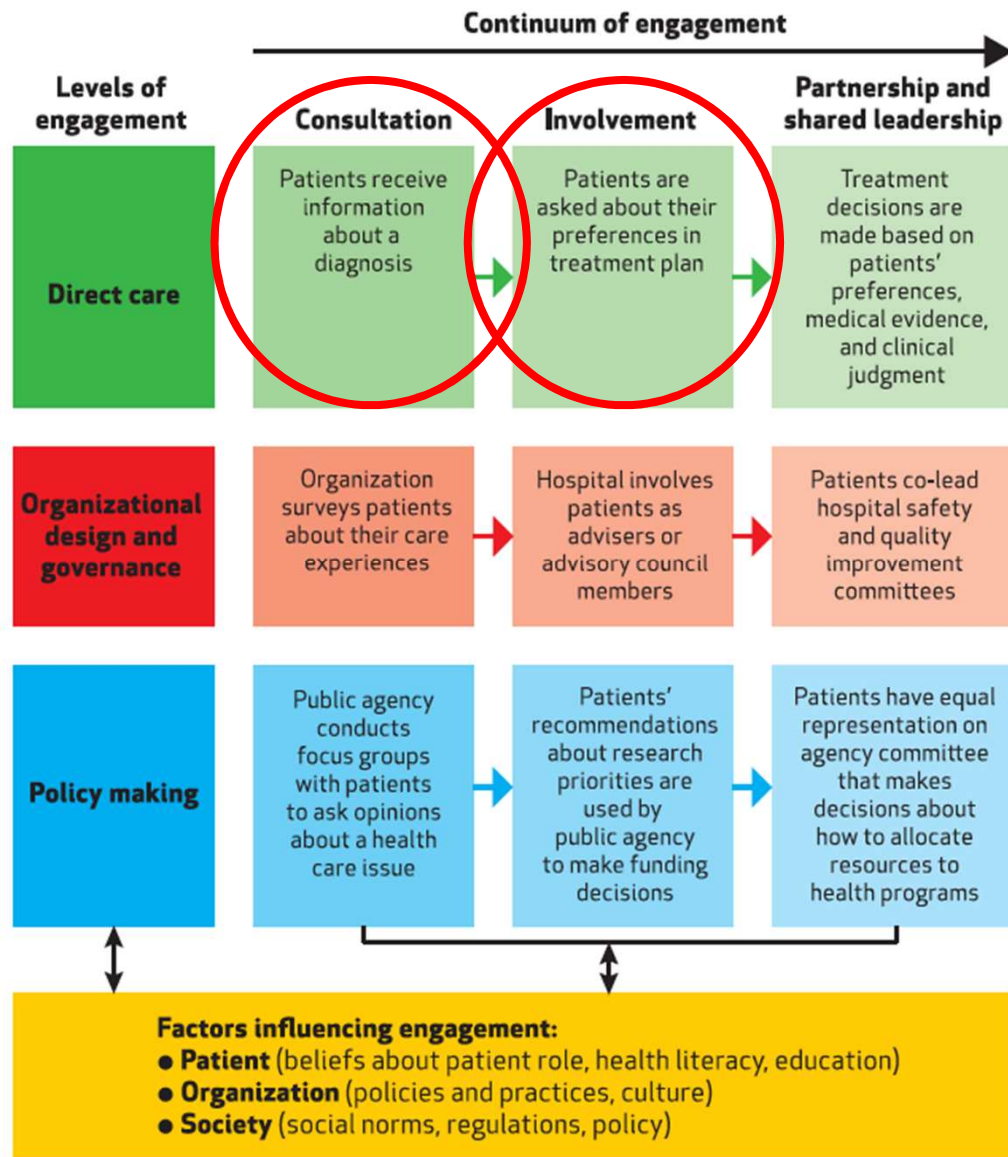 Continuum of engagement
Levels of
engagement
Consultation
Involvement
Partnership and
shared leadership
Direct care
Patients receive
information
about a
diagnosis
Patients are
asked about their
preferences in
treatment plan
Treatment
decisions are
made based on
patients’
preferences,
medical evidence,
and clinical
judgment
Organizational
design and
governance
Organization
surveys patients
about their care
experiences
Hospital involves
patients as
advisers or
advisory council
members
Patients co-lead
hospital safety
and quality
improvement
committees
Policy making
Public agency
conducts
focus groups
with patients
to ask opinions
about a health
care issue
Patients’
recommendations
about research
priorities are
used by
public agency
to make funding
decisions
Patients have equal
representation on
agency committee
that makes
decisions about
how to allocate
resources to
health programs
Factors influencing engagement:
● Patient (beliefs about patient role, health literacy, education)
● Organization (policies and practices, culture)
● Society (social norms, regulations, policy)